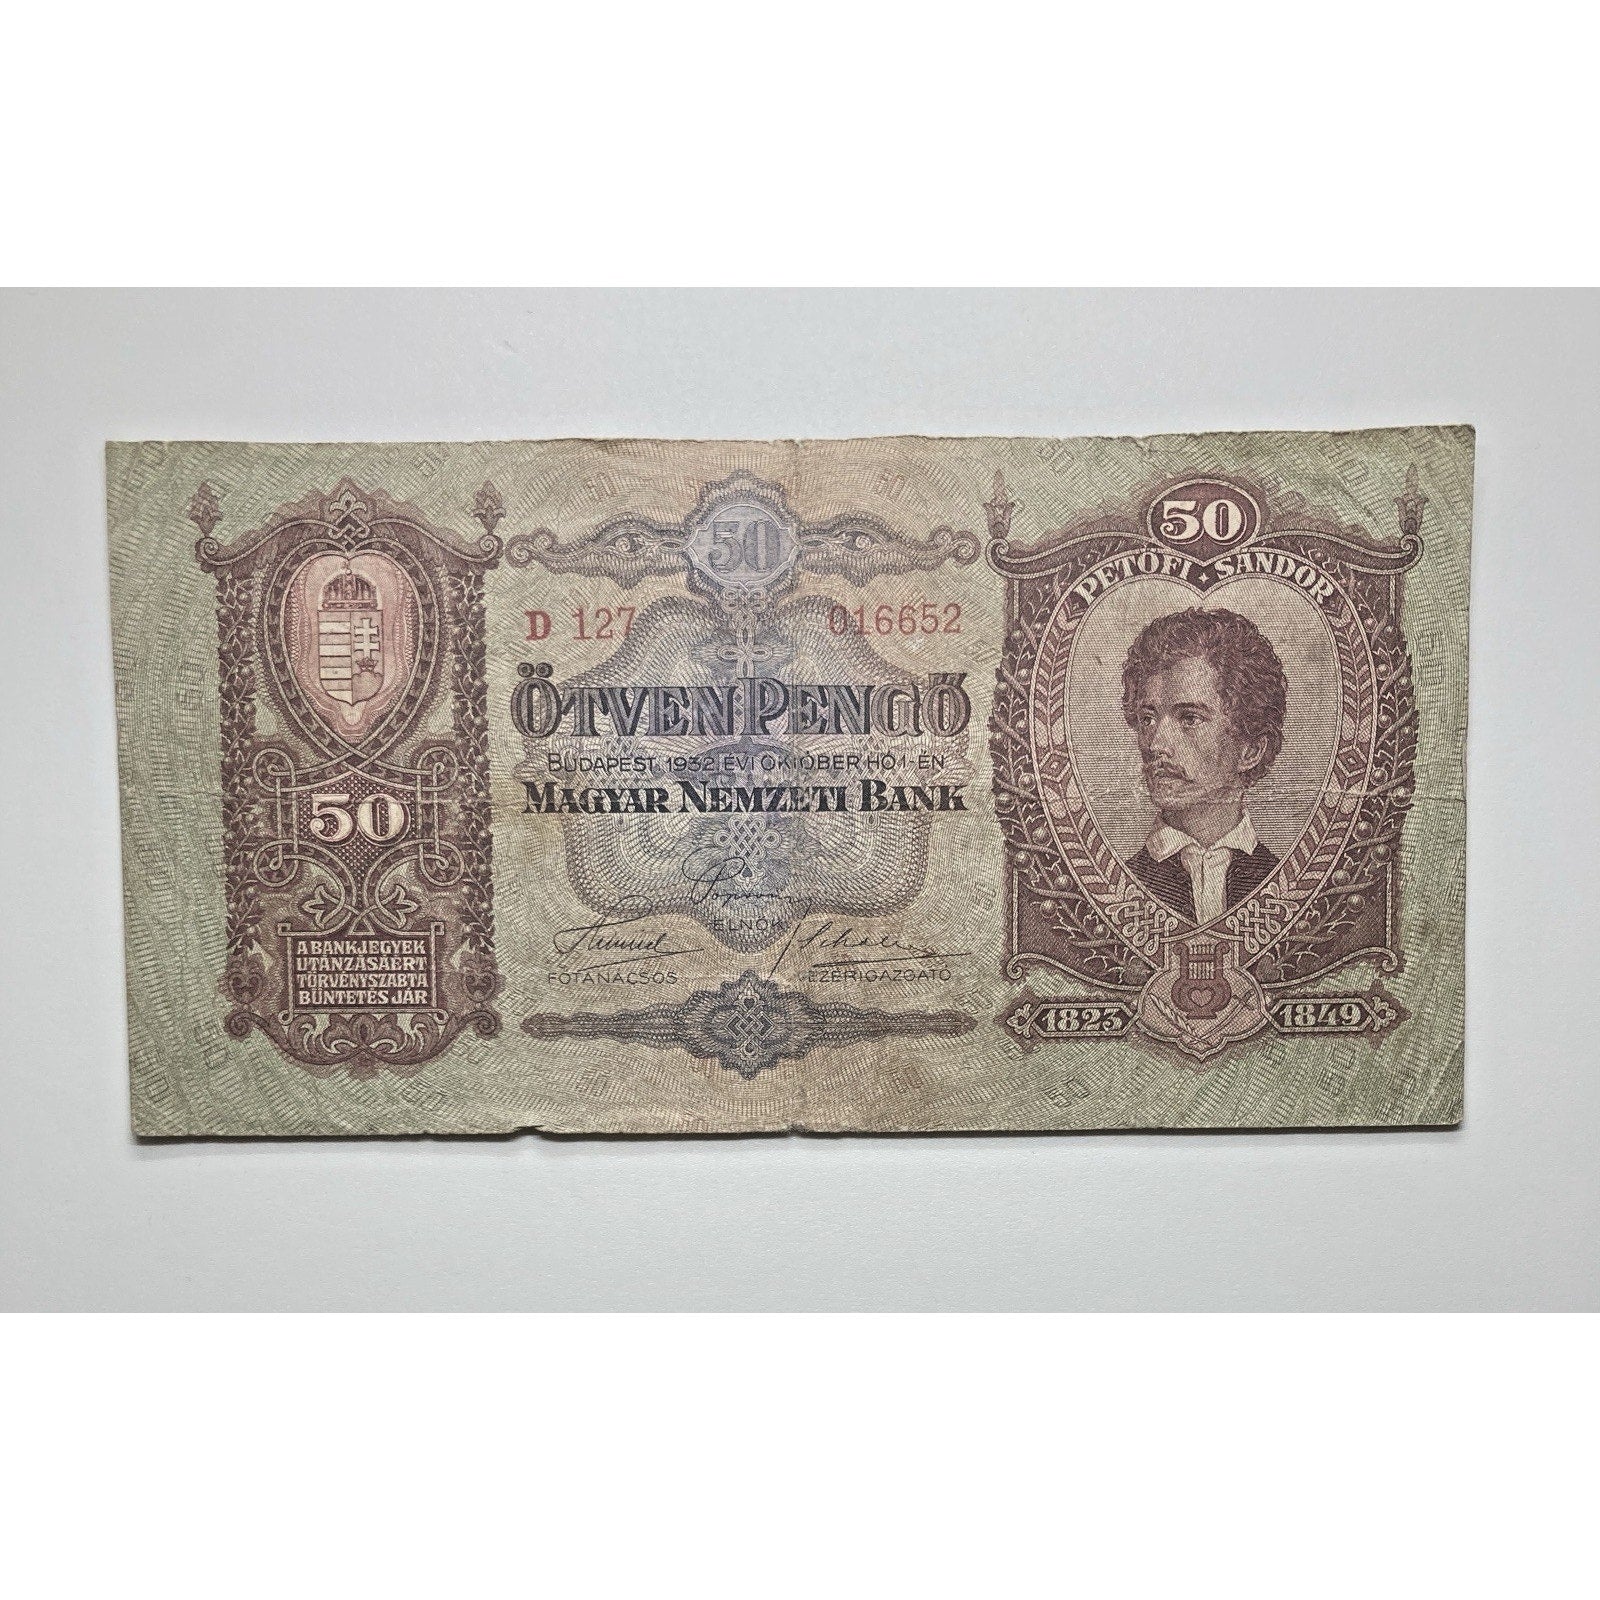 50
A BANKJEGYEK
UTÁNZÁSÁÉRT
TÖRVÉNYSZABTA
BÜNTETÉS JÁR
50
D 127 016652
ÖTVEN PENGŐ
BUDAPEST, 1932. ÉVI OKTÓBER HÓ 1-ÉN
MAGYAR NEMZETI BANK
ELNÖK
FŐTANÁCSOS VEZÉRIGAZGATÓ
50
PETŐFI • SÁNDOR
1823 1849